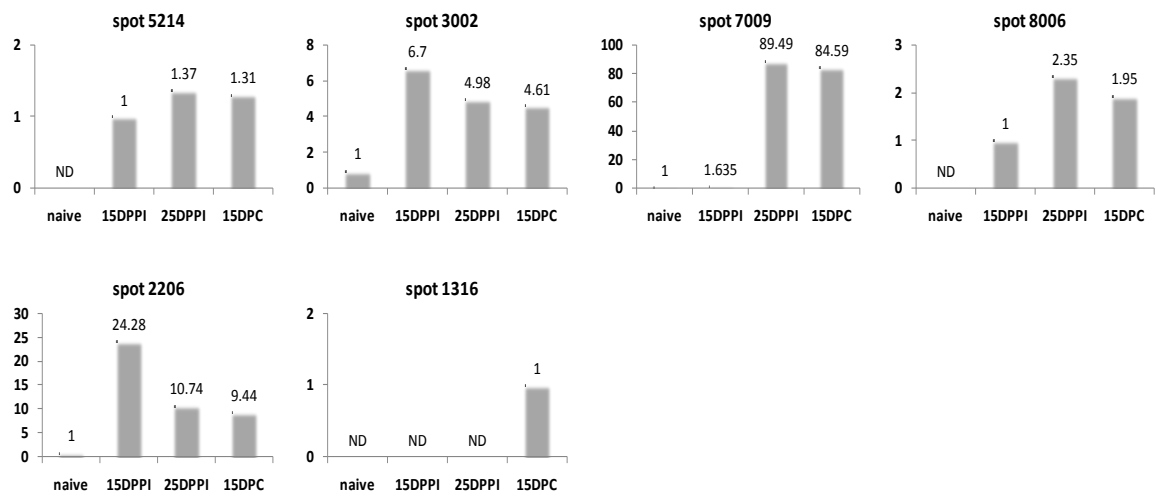 spot 5214
2
1
0
ND
1
1.37
1.31
naive 15DPPI 25DPPI 15DPC
spot 3002
8
6
4
2
0
1
6.7
4.98
4.61
naive 15DPPI 25DPPI 15DPC
spot 7009
100
80
60
40
20
0
1
1.635
89.49
84.59
naive 15DPPI 25DPPI 15DPC
spot 8006
3
2
1
0
ND
1
2.35
1.95
naive 15DPPI 25DPPI 15DPC
spot 2206
30
25
20
15
10
5
0
1
24.28
10.74
9.44
naive 15DPPI 25DPPI 15DPC
spot 1316
2
1
0
ND
ND
ND
1
naive 15DPPI 25DPPI 15DPC